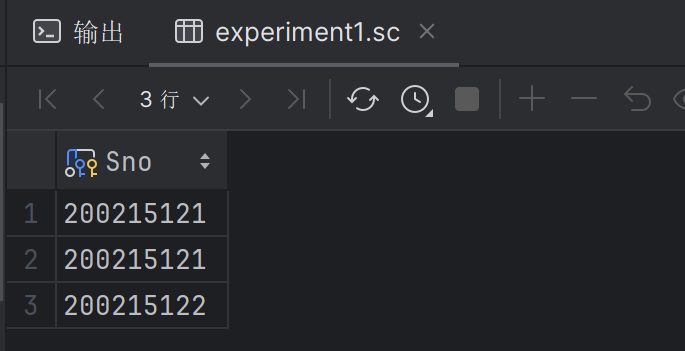 输出 experiment1.sc
3 行
Sno
1 200215121
2 200215121
3 200215122